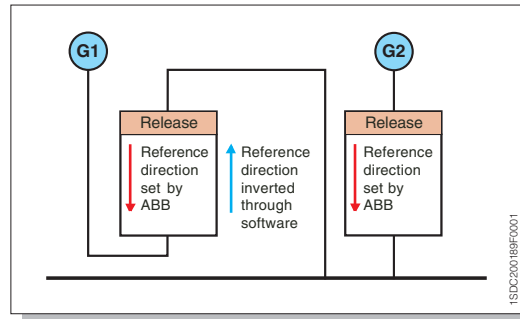 G1
G2
Release
Reference
direction
set by
ABB
Reference
direction
inverted
through
software
Release
Reference
direction
set by
ABB
1SDC200189F0001